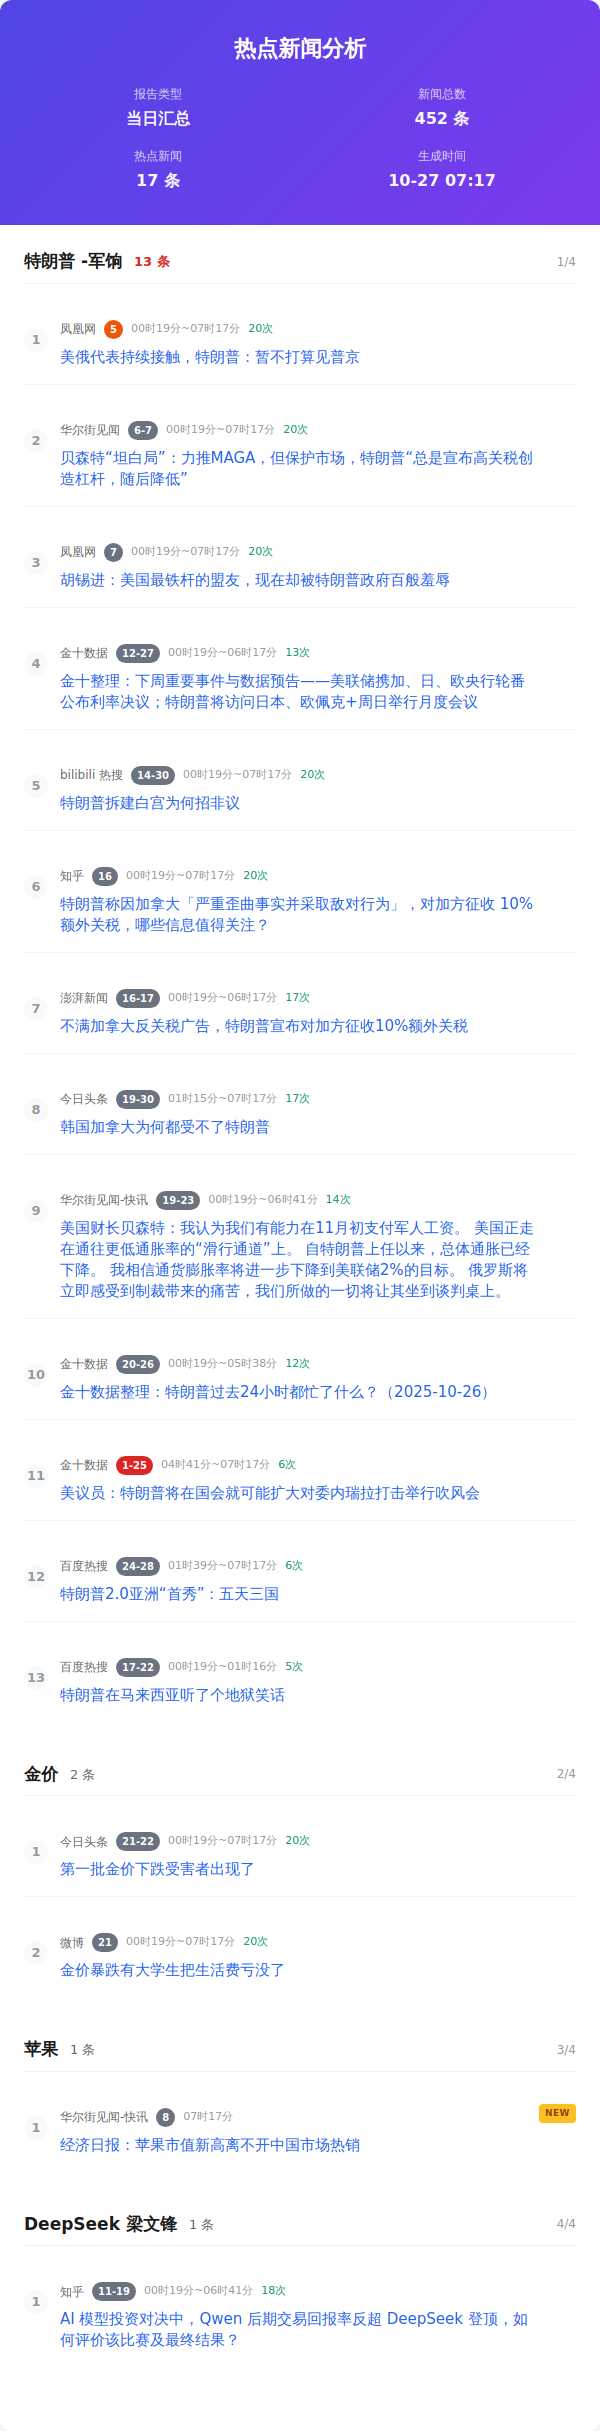 热点新闻分析
报告类型
新闻总数
当日汇总
452 条
热点新闻
生成时间
17 条
10-27 07:17
特朗普 -军饷 13 条 1/4
1 凤凰网 5 00时19分~07时17分 20次
美俄代表持续接触，特朗普：暂不打算见普京
2 华尔街见闻 6-7 00时19分~07时17分 20次
贝森特“坦白局”：力推MAGA，但保护市场，特朗普“总是宣布高关税创
造杠杆，随后降低”
3 凤凰网 7 00时19分~07时17分 20次
胡锡进：美国最铁杆的盟友，现在却被特朗普政府百般羞辱
4 金十数据 12-27 00时19分~06时17分 13次
金十整理：下周重要事件与数据预告——美联储携加、日、欧央行轮番
公布利率决议；特朗普将访问日本、欧佩克+周日举行月度会议
5 bilibili 热搜 14-30 00时19分~07时17分 20次
特朗普拆建白宫为何招非议
6 知乎 16 00时19分~07时17分 20次
特朗普称因加拿大「严重歪曲事实并采取敌对行为」，对加方征收 10%
额外关税，哪些信息值得关注？
7 澎湃新闻 16-17 00时19分~06时17分 17次
不满加拿大反关税广告，特朗普宣布对加方征收10%额外关税
8 今日头条 19-30 01时15分~07时17分 17次
韩国加拿大为何都受不了特朗普
9 华尔街见闻-快讯 19-23 00时19分~06时41分 14次
美国财长贝森特：我认为我们有能力在11月初支付军人工资。 美国正走
在通往更低通胀率的“滑行通道”上。 自特朗普上任以来，总体通胀已经
下降。 我相信通货膨胀率将进一步下降到美联储2%的目标。 俄罗斯将
立即感受到制裁带来的痛苦，我们所做的一切将让其坐到谈判桌上。
10 金十数据 20-26 00时19分~05时38分 12次
金十数据整理：特朗普过去24小时都忙了什么？（2025-10-26）
11 金十数据 1-25 04时41分~07时17分 6次
美议员：特朗普将在国会就可能扩大对委内瑞拉打击举行吹风会
12 百度热搜 24-28 01时39分~07时17分 6次
特朗普2.0亚洲“首秀”：五天三国
13 百度热搜 17-22 00时19分~01时16分 5次
特朗普在马来西亚听了个地狱笑话
金价 2 条 2/4
1 今日头条 21-22 00时19分~07时17分 20次
第一批金价下跌受害者出现了
2 微博 21 00时19分~07时17分 20次
金价暴跌有大学生把生活费亏没了
苹果 1 条 3/4
1 华尔街见闻-快讯 8 07时17分 NEW
经济日报：苹果市值新高离不开中国市场热销
DeepSeek 梁文锋 1 条 4/4
1 知乎 11-19 00时19分~06时41分 18次
AI 模型投资对决中，Qwen 后期交易回报率反超 DeepSeek 登顶，如
何评价该比赛及最终结果？